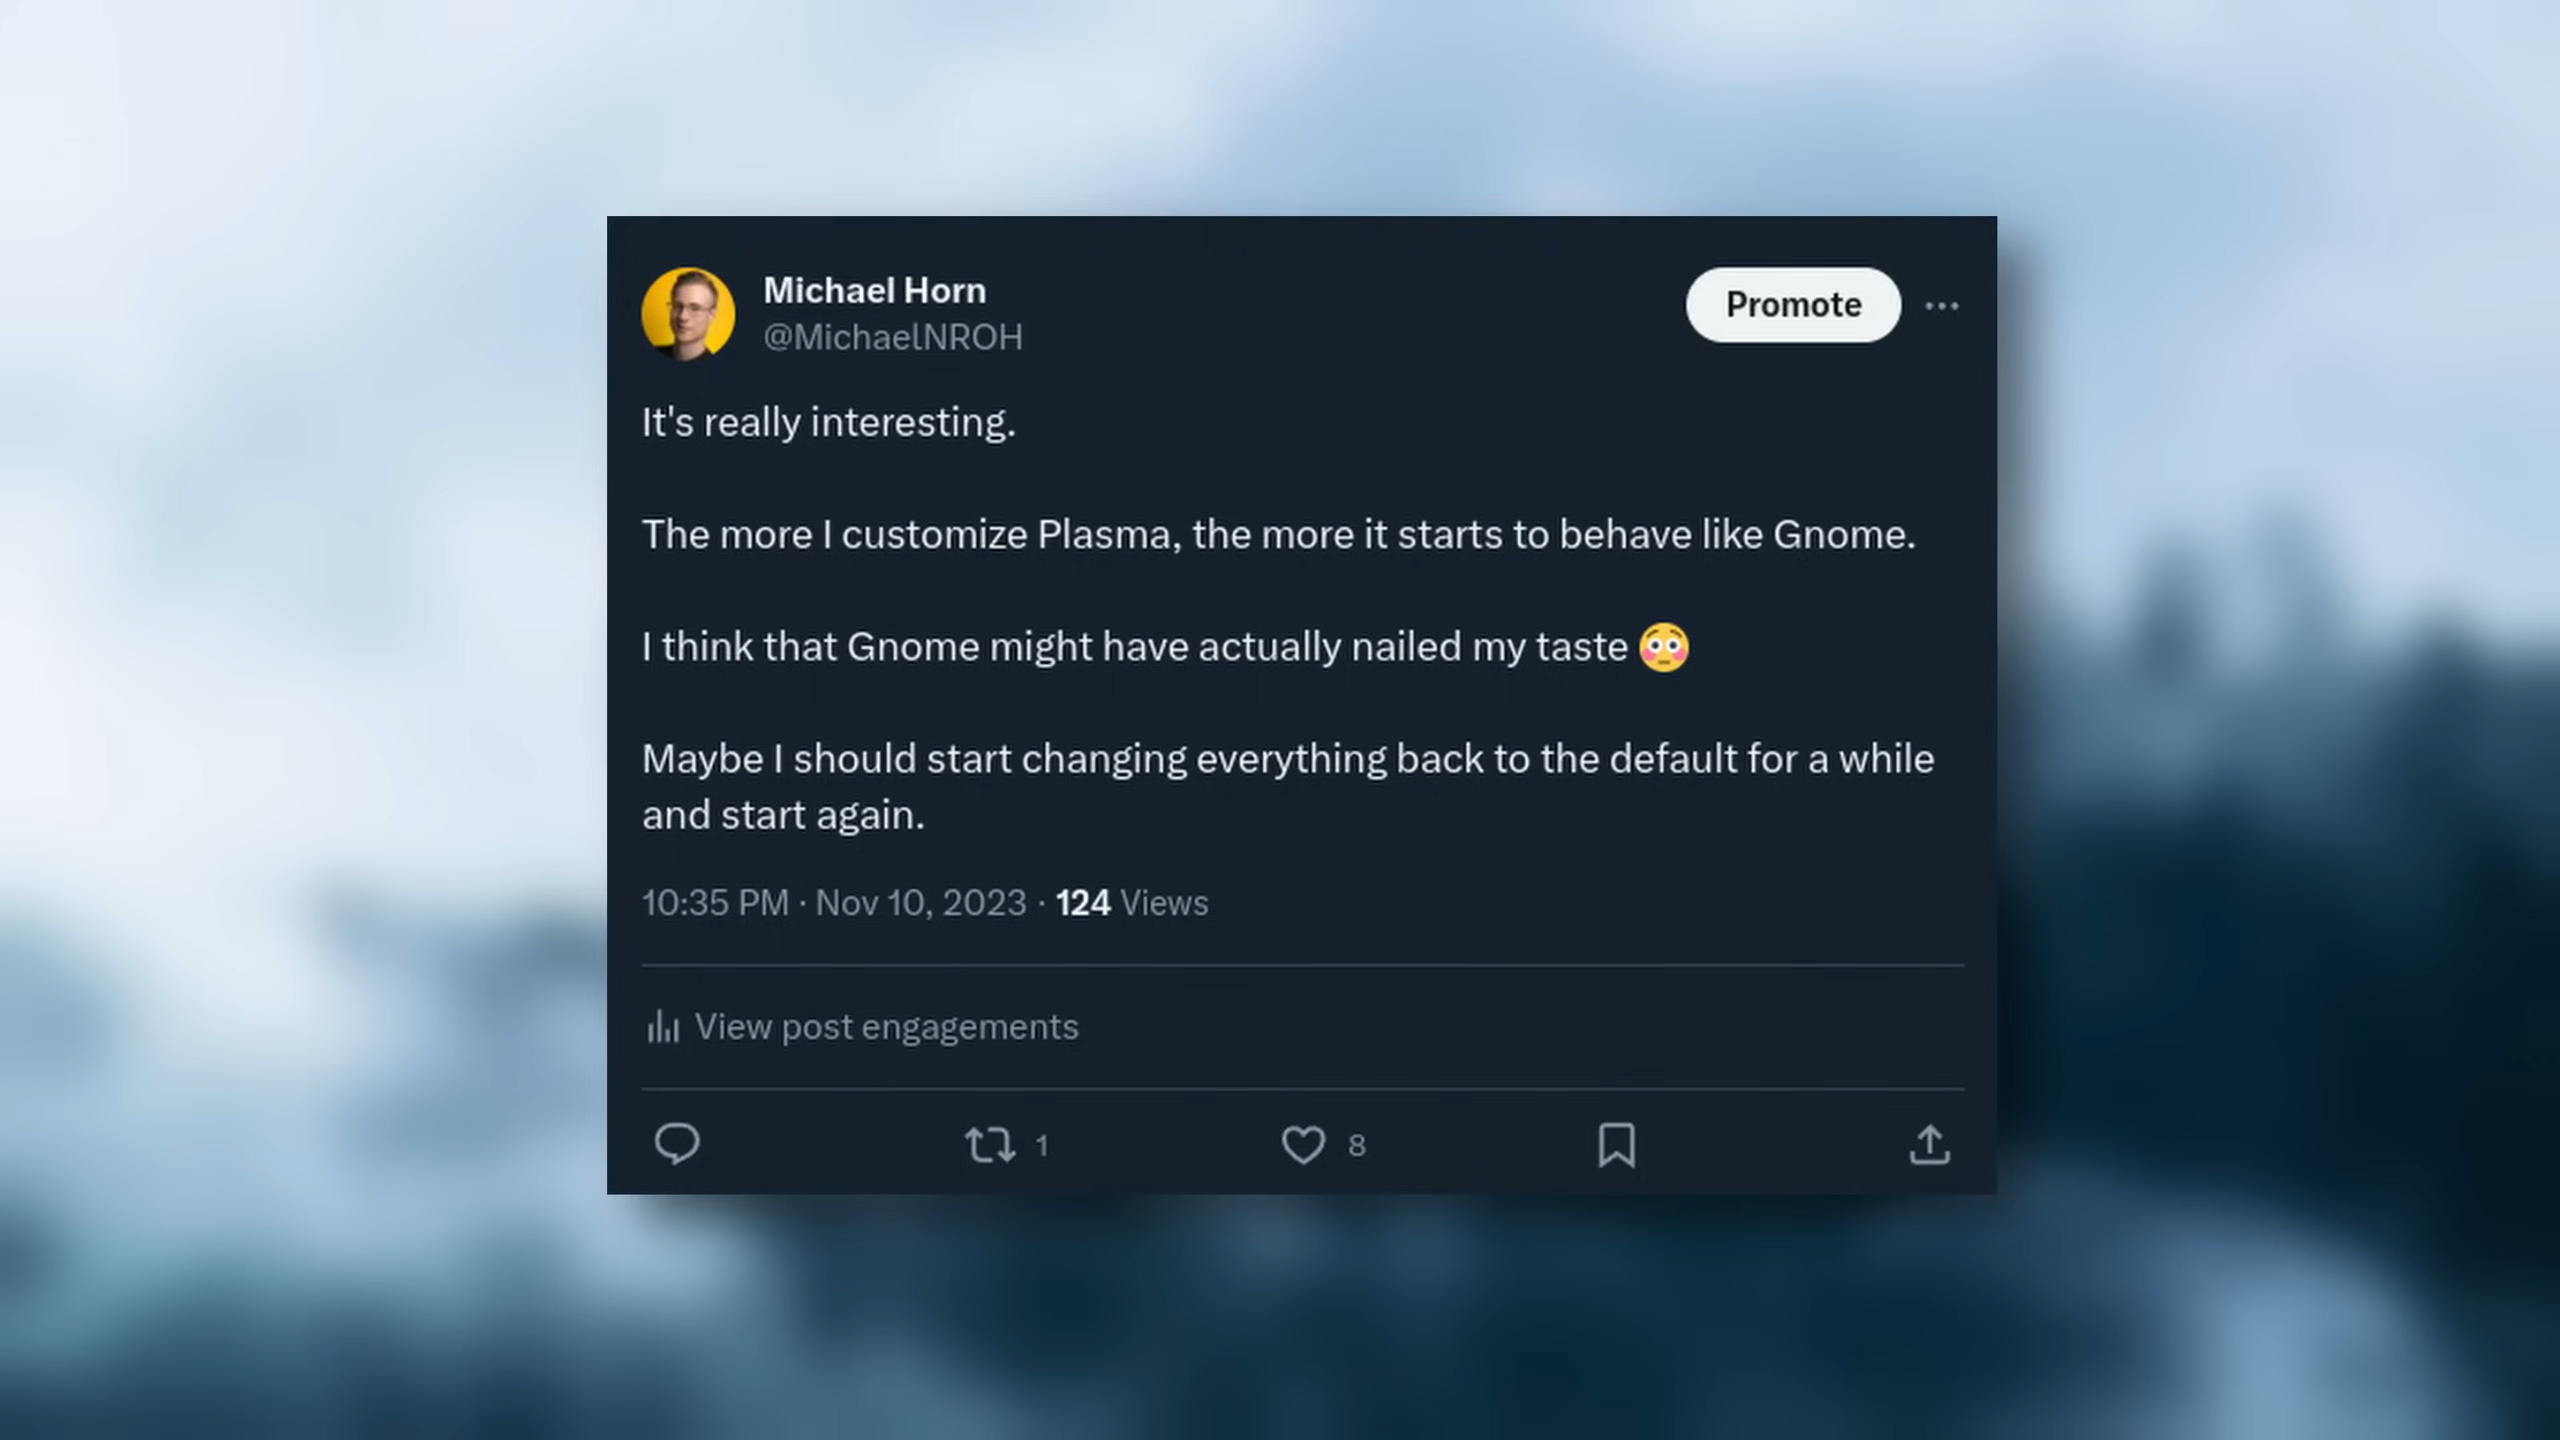 Michael Horn
@MichaelNROH
Promote
It's really interesting.
The more I customize Plasma, the more it starts to behave like Gnome.
I think that Gnome might have actually nailed my taste 😳
Maybe I should start changing everything back to the default for a while
and start again.
10:35 PM · Nov 10, 2023 · 124 Views
View post engagements
1
8